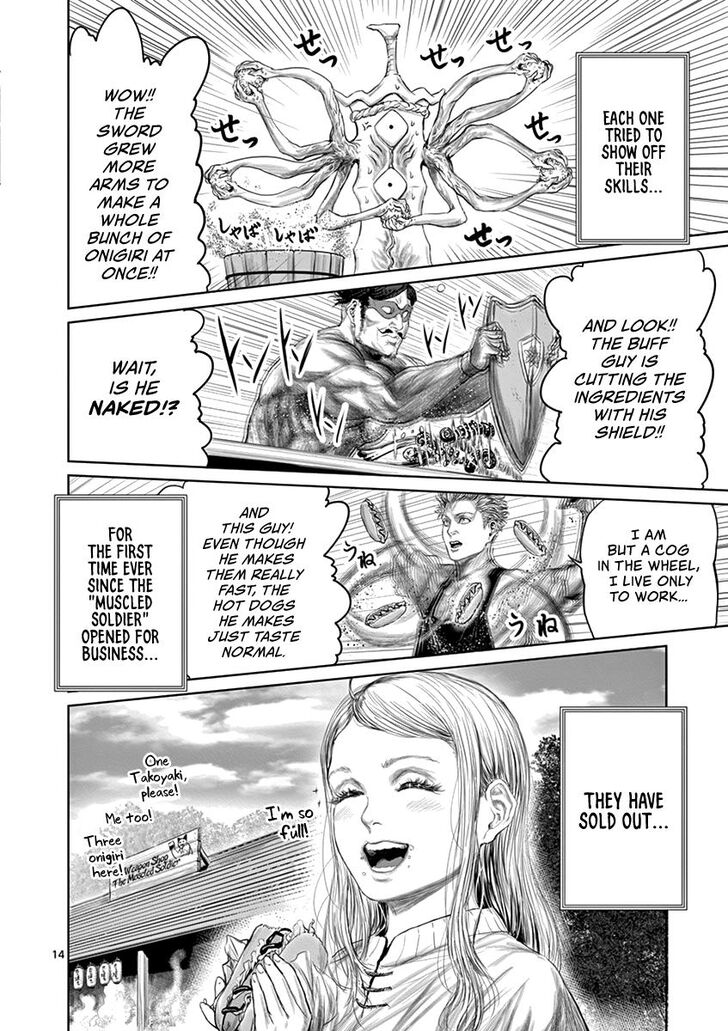 EACH ONE
TRIED TO
SHOW OFF
THEIR
SKILLS...
せっ
せっ
せっ
せっ
WOW!!
THE
SWORD
GREW
MORE
ARMS TO
MAKE A
WHOLE
BUNCH OF
ONIGIRI AT
ONCE!!
しゃば
しゃば
AND LOOK!!
THE BUFF
GUY IS
CUTTING THE
INGREDIENTS
WITH HIS
SHIELD!!
ドドド
ドドド
WAIT,
IS HE
NAKED!?
I AM
BUT A COG
IN THE WHEEL,
I LIVE ONLY
TO WORK...
うね
うね
AND
THIS GUY!
EVEN THOUGH
HE MAKES
THEM REALLY
FAST, THE
HOT DOGS
HE MAKES
JUST TASTE
NORMAL.
FOR
THE FIRST
TIME EVER
SINCE THE
"MUSCLED
SOLDIER"
OPENED FOR
BUSINESS...
THEY HAVE
SOLD OUT...
One
Takoyaki,
please!
Me too!
Three
onigiri
here!
I'm so
full!
Weapon Shop
"The Muscled Soldier"
14